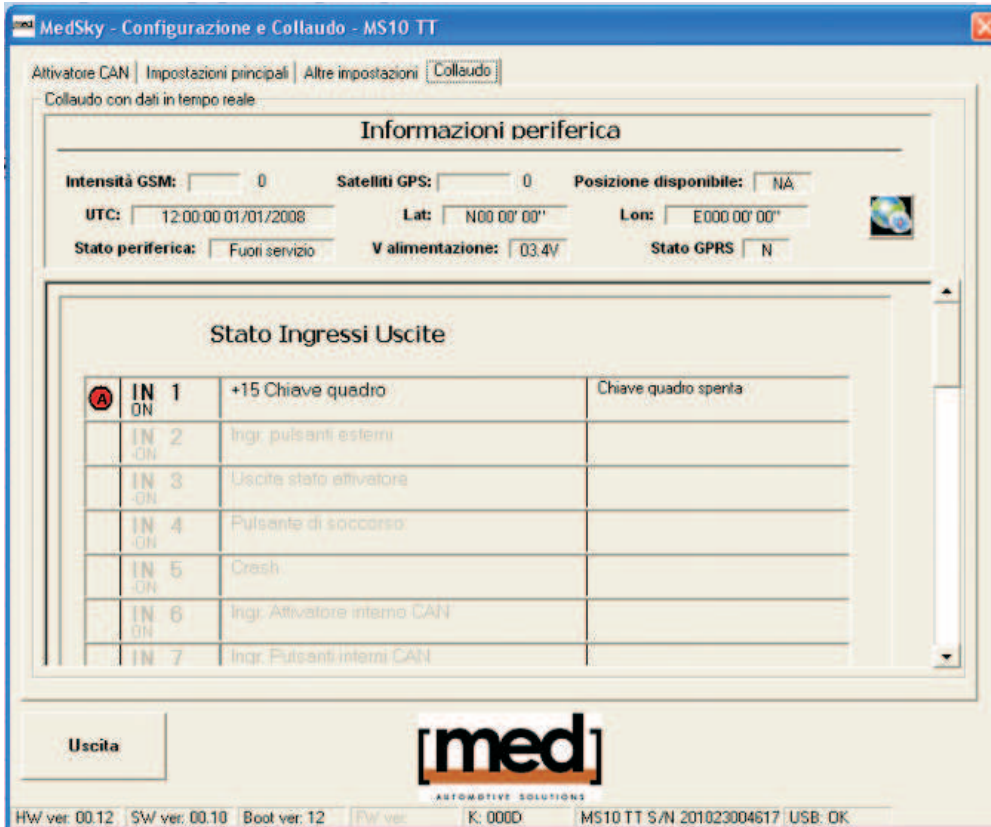 MedSky - Configurazione e Collaudo - MS10 TT
Attivatore CAN Impostazioni principali Altre impostazioni Collaudo
Collaudo con dati in tempo reale
Informazioni periferica
Intensità GSM: 0 Satelliti GPS: 0 Posizione disponibile: NA
UTC: 12:00:00 01/01/2008 Lat: N00 00' 00'' Lon: E000 00' 00''
Stato periferica: Fuori servizio V alimentazione: 03.4V Stato GPRS N
Stato Ingressi Uscite
A IN 1 +15 Chiave quadro Chiave quadro spenta
ON
IN 2 Ingr. pulsanti esterni
-ON
IN 3 Uscita stato attivatore
-ON
IN 4 Pulsante di soccorso
-ON
IN 5 Crash
-ON
IN 6 Ingr. Attivatore interno CAN
ON
IN 7 Ingr. Pulsanti interni CAN
Uscita
[med]
AUTOMOTIVE SOLUTIONS
HW ver: 00.12 SW ver: 00.10 Boot ver: 12 FW ver: K: 000D MS10 TT S/N 201023004617 USB: OK